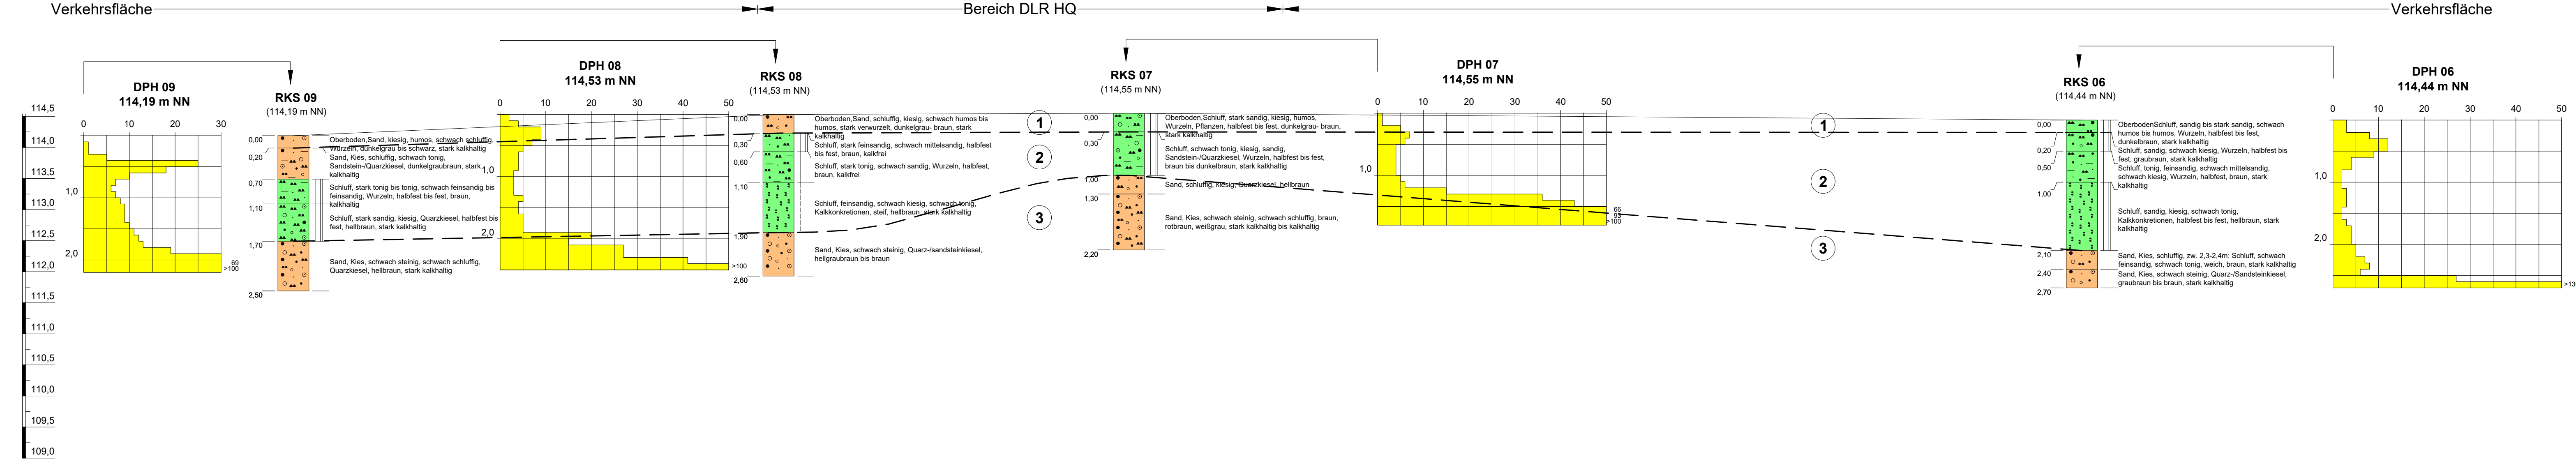 Verkehrsfläche
Bereich DLR HQ
Verkehrsfläche
114,5
114,0
113,5
113,0
112,5
112,0
111,5
111,0
110,5
110,0
109,5
109,0
DPH 09
114,19 m NN
0 10 20 30
1,0
2,0
69
>100
RKS 09
(114,19 m NN)
0,00
0,20
0,70
1,10
1,70
2,50
Oberboden,Sand, kiesig, humos, schwach schluffig,
Wurzeln, dunkelgrau bis schwarz, stark kalkhaltig
Sand, Kies, schluffig, schwach tonig,
Sandstein-/Quarzkiesel, dunkelgraubraun, stark
kalkhaltig
Schluff, stark tonig bis tonig, schwach feinsandig bis
feinsandig, Wurzeln, halbfest bis fest, braun,
kalkhaltig
Schluff, stark sandig, kiesig, Quarzkiesel, halbfest bis
fest, hellbraun, stark kalkhaltig
Sand, Kies, schwach steinig, schwach schluffig,
Quarzkiesel, hellbraun, stark kalkhaltig
DPH 08
114,53 m NN
0 10 20 30 40 50
1,0
2,0
>100
RKS 08
(114,53 m NN)
0,00
0,30
0,60
1,10
1,90
2,60
Oberboden,Sand, schluffig, kiesig, schwach humos bis
humos, stark verwurzelt, dunkelgrau- braun, stark
kalkhaltig
Schluff, stark feinsandig, schwach mittelsandig, halbfest
bis fest, braun, kalkfrei
Schluff, stark tonig, schwach sandig, Wurzeln, halbfest,
braun, kalkfrei
Schluff, feinsandig, schwach kiesig, schwach tonig,
Kalkkonkretionen, steif, hellbraun, stark kalkhaltig
Sand, Kies, schwach steinig, Quarz-/sandsteinkiesel,
hellgraubraun bis braun
1
2
3
RKS 07
(114,55 m NN)
0,00
0,30
1,00
1,30
2,20
Oberboden,Schluff, stark sandig, kiesig, humos,
Wurzeln, Pflanzen, halbfest bis fest, dunkelgrau- braun,
stark kalkhaltig
Schluff, schwach tonig, kiesig, sandig,
Sandstein-/Quarzkiesel, Wurzeln, halbfest bis fest,
braun bis dunkelbraun, stark kalkhaltig
Sand, schluffig, kiesig, Quarzkiesel, hellbraun
Sand, Kies, schwach steinig, schwach schluffig, braun,
rotbraun, weißgrau, stark kalkhaltig bis kalkhaltig
DPH 07
114,55 m NN
0 10 20 30 40 50
1,0
66
93
>100
1
2
3
RKS 06
(114,44 m NN)
0,00
0,20
0,50
1,00
2,10
2,40
2,70
OberbodenSchluff, sandig bis stark sandig, schwach
humos bis humos, Wurzeln, halbfest bis fest,
dunkelbraun, stark kalkhaltig
Schluff, sandig, schwach kiesig, Wurzeln, halbfest bis
fest, graubraun, stark kalkhaltig
Schluff, tonig, feinsandig, schwach mittelsandig,
schwach kiesig, Wurzeln, halbfest, braun, stark
kalkhaltig
Schluff, sandig, kiesig, schwach tonig,
Kalkkonkretionen, halbfest bis fest, hellbraun, stark
kalkhaltig
Sand, Kies, schluffig, zw. 2,3-2,4m: Schluff, schwach
feinsandig, schwach tonig, weich, braun, stark kalkhaltig
Sand, Kies, schwach steinig, Quarz-/Sandsteinkiesel,
graubraun bis braun, stark kalkhaltig
DPH 06
114,44 m NN
0 10 20 30 40 50
1,0
2,0